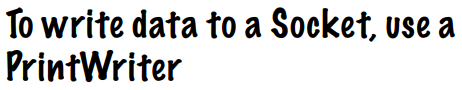 To write data to a Socket, use a
PrintWriter